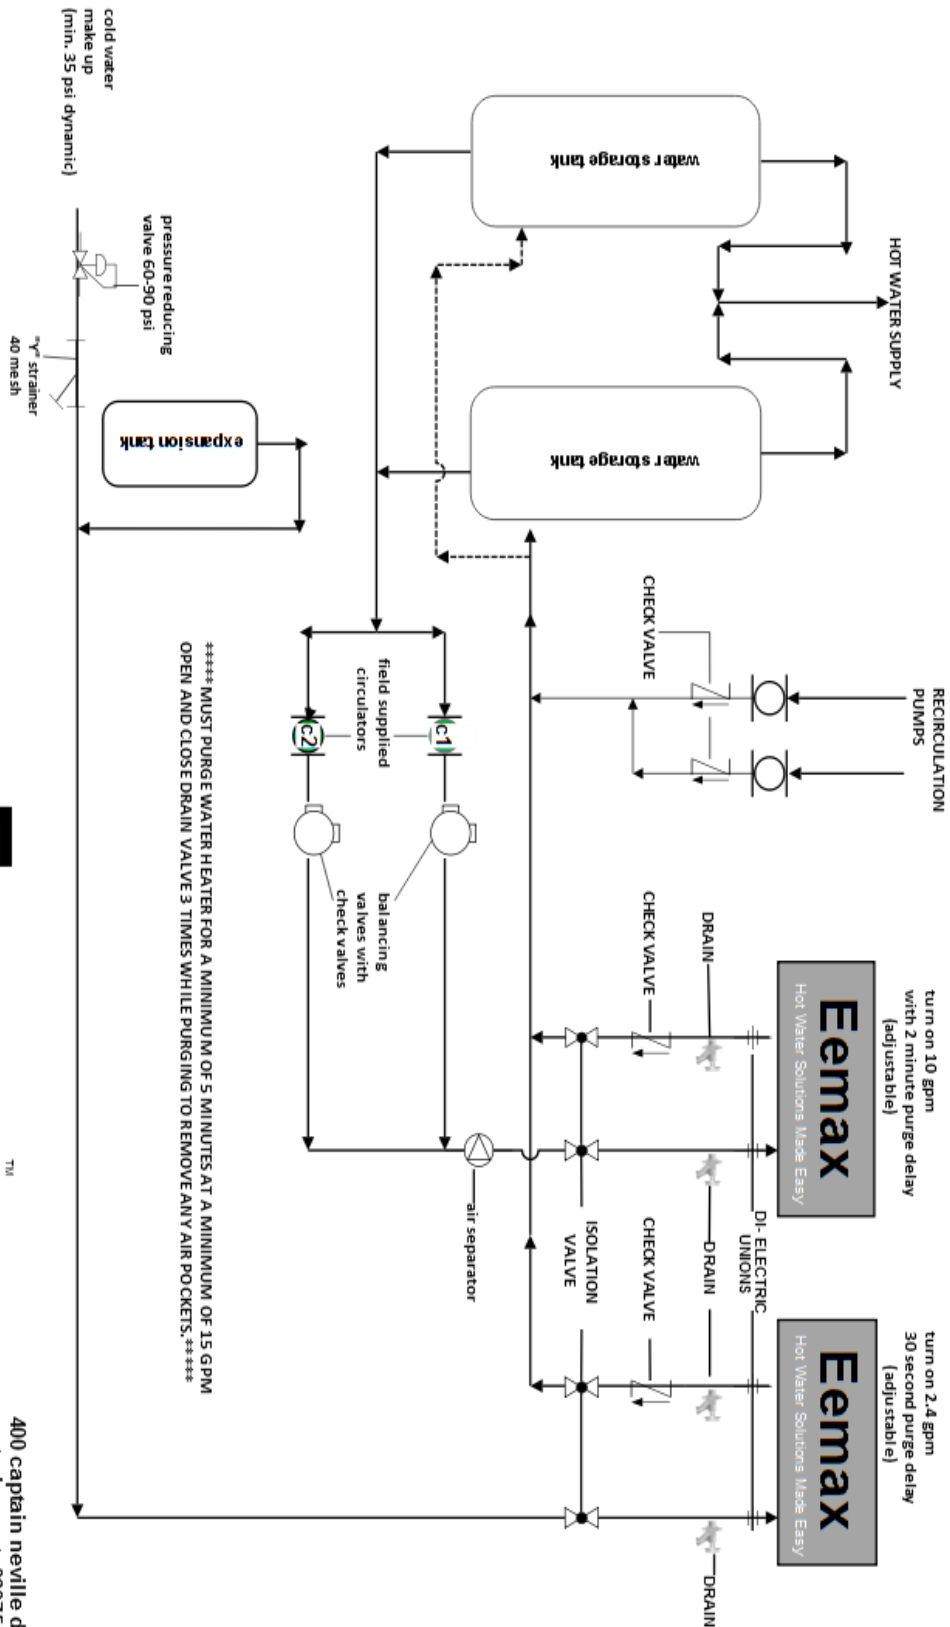 turn on 10 gpm
with 2 minute purge delay
(adjustable)
turn on 2.4 gpm
30 second purge delay
(adjustable)
RECIRCULATION
PUMPS
HOT WATER SUPPLY
Eemax
Hot Water Solutions Made Easy
Eemax
Hot Water Solutions Made Easy
DI- ELECTRIC
UNIONS
DRAIN
DRAIN
DRAIN
CHECK VALVE
CHECK VALVE
CHECK VALVE
ISOLATION
VALVE
water storage tank
water storage tank
air separator
c1
c2
field supplied
circulators
balancing
valves with
check valves
expansion tank
*****MUST PURGE WATER HEATER FOR A MINIMUM OF 5 MINUTES AT A MINIMUM OF 15 GPM
OPEN AND CLOSE DRAIN VALVE 3 TIMES WHILE PURGING TO REMOVE ANY AIR POCKETS.*****
cold water
make up
(min. 35 psi dynamic)
pressure reducing
valve 60-90 psi
"Y" strainer
40 mesh
TM
400 captain neville d